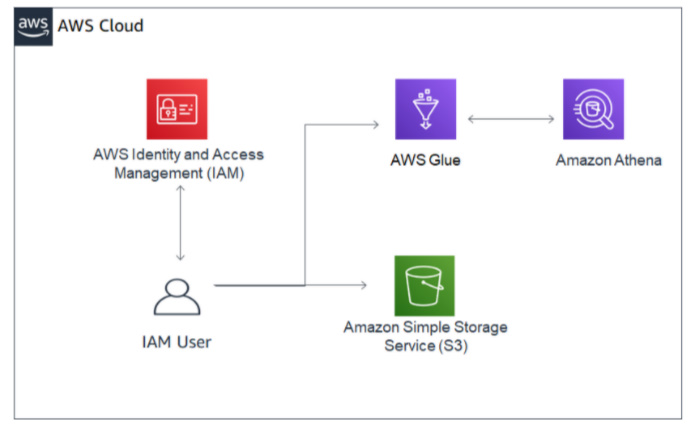 aws
AWS Cloud
AWS Identity and Access
Management (IAM)
AWS Glue
Amazon Athena
IAM User
Amazon Simple Storage
Service (S3)